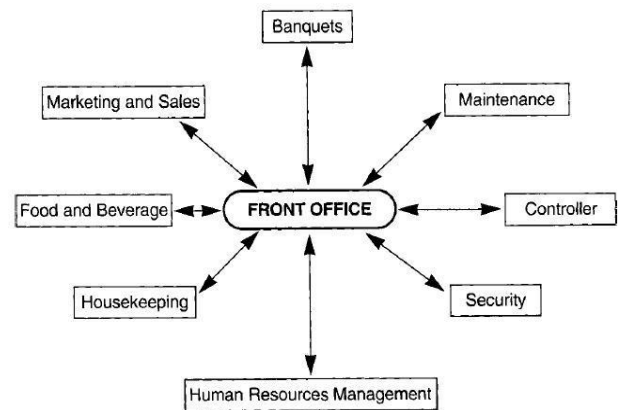 Banquets
Marketing and Sales
Maintenance
Food and Beverage
FRONT OFFICE
Controller
Housekeeping
Security
Human Resources Management